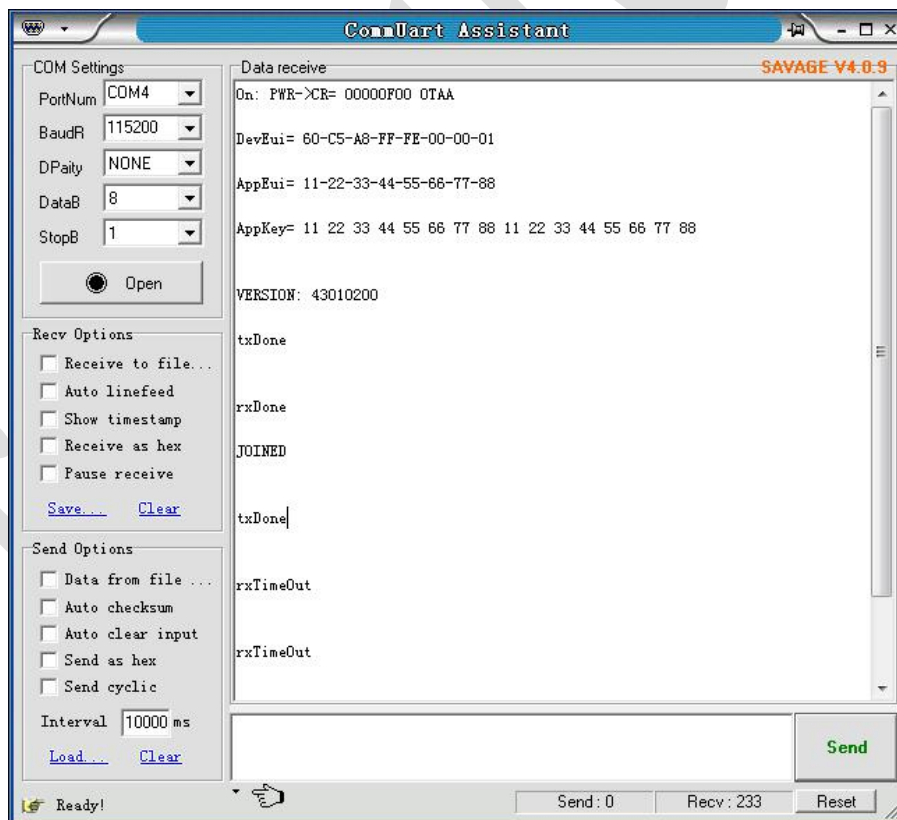 CommUart Assistant
COM Settings
PortNum COM4
BaudR 115200
DPaity NONE
DataB 8
StopB 1
Open
Recv Options
Receive to file...
Auto linefeed
Show timestamp
Receive as hex
Pause receive
Save... Clear
Send Options
Data from file ...
Auto checksum
Auto clear input
Send as hex
Send cyclic
Interval 10000 ms
Load... Clear
Data receive
SAVAGE V4.0.9
On: PWR->CR= 00000F00 OTAA
DevEui= 60-C5-A8-FF-FE-00-00-01
AppEui= 11-22-33-44-55-66-77-88
AppKey= 11 22 33 44 55 66 77 88 11 22 33 44 55 66 77 88
VERSION: 43010200
txDone
rxDone
JOINED
txDone
rxTimeOut
rxTimeOut
Send
Ready!
Send : 0
Recv : 233
Reset